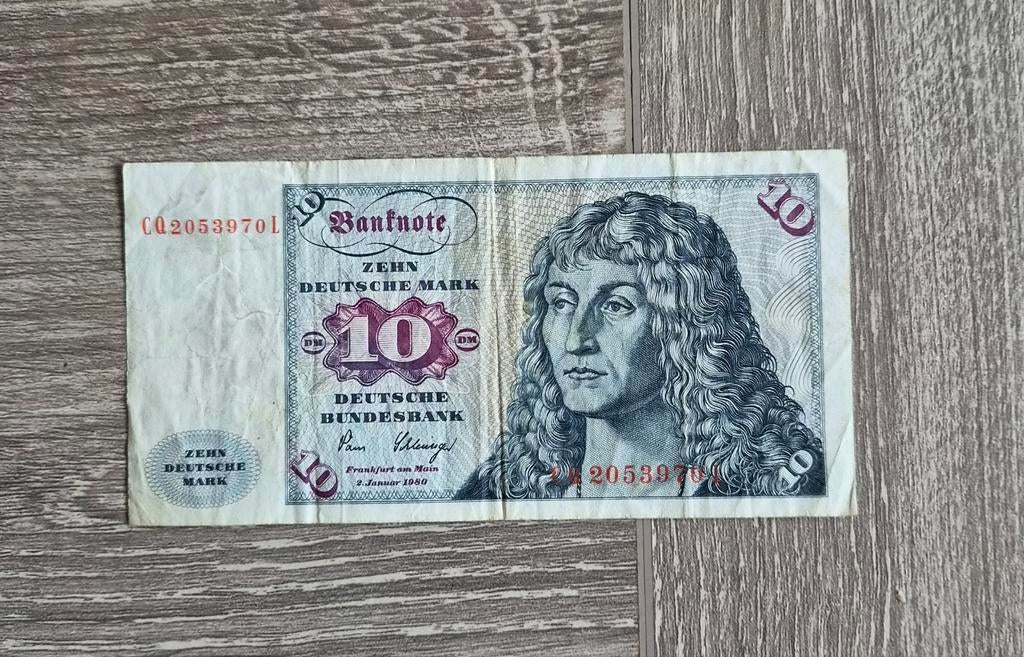 10
Banknote
10
CQ2053970L
ZEHN
DEUTSCHE MARK
DM
10
DM
DEUTSCHE
BUNDESBANK
ZEHN
DEUTSCHE
MARK
10
Frankfurt am Main
2. Januar 1980
CQ2053970L
10